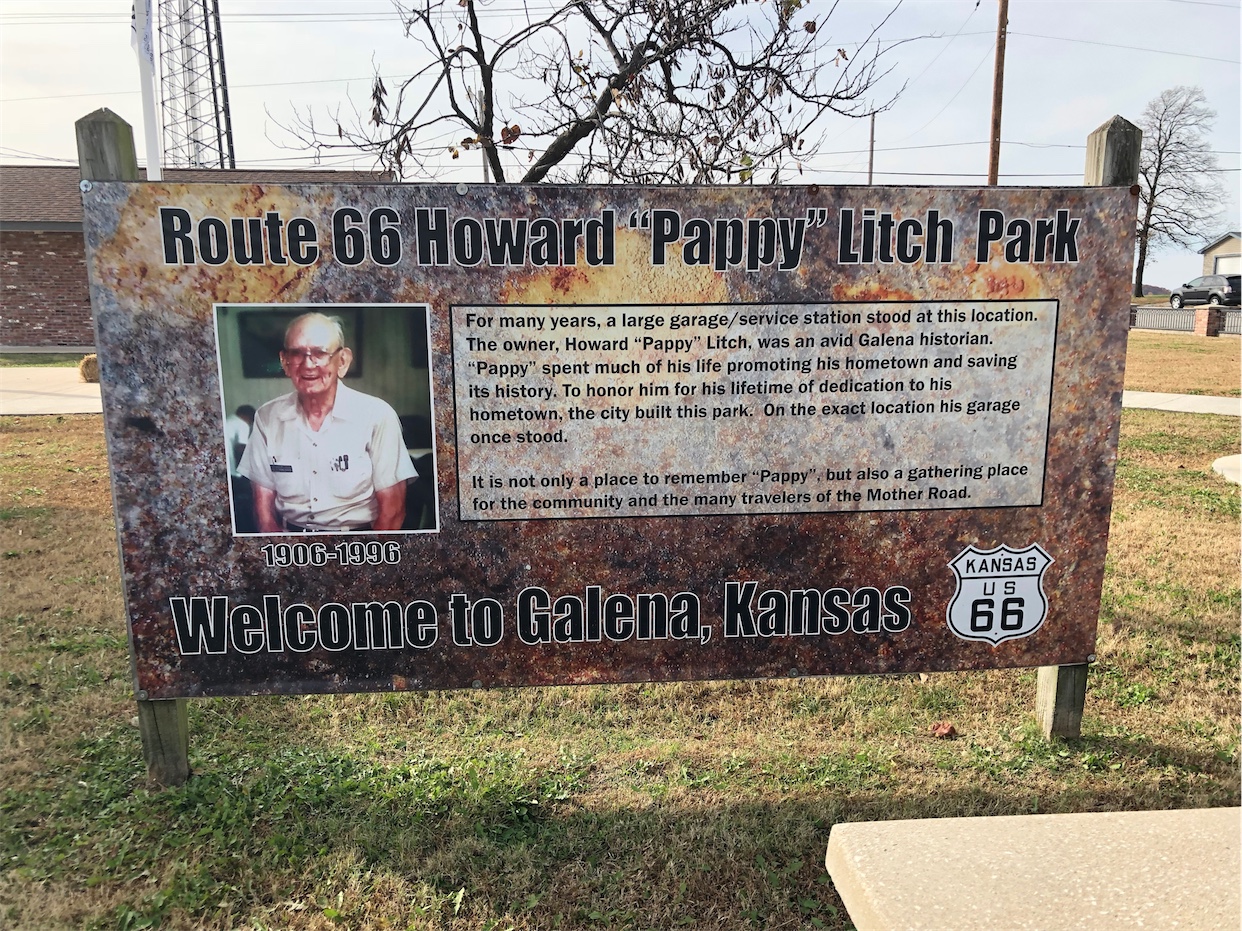 Route 66 Howard “Pappy” Litch Park
For many years, a large garage/service station stood at this location.
The owner, Howard “Pappy” Litch, was an avid Galena historian.
“Pappy” spent much of his life promoting his hometown and saving
its history. To honor him for his lifetime of dedication to his
hometown, the city built this park. On the exact location his garage
once stood.
It is not only a place to remember “Pappy”, but also a gathering place
for the community and the many travelers of the Mother Road.
1906-1996
Welcome to Galena, Kansas
KANSAS
US
66